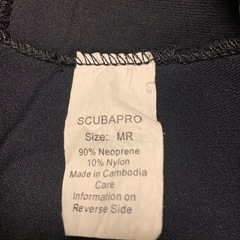 SCUBAPRO
Size: MR
90% Neoprene
10% Nylon
Made in Cambodia
Care
Information on
Reverse Side